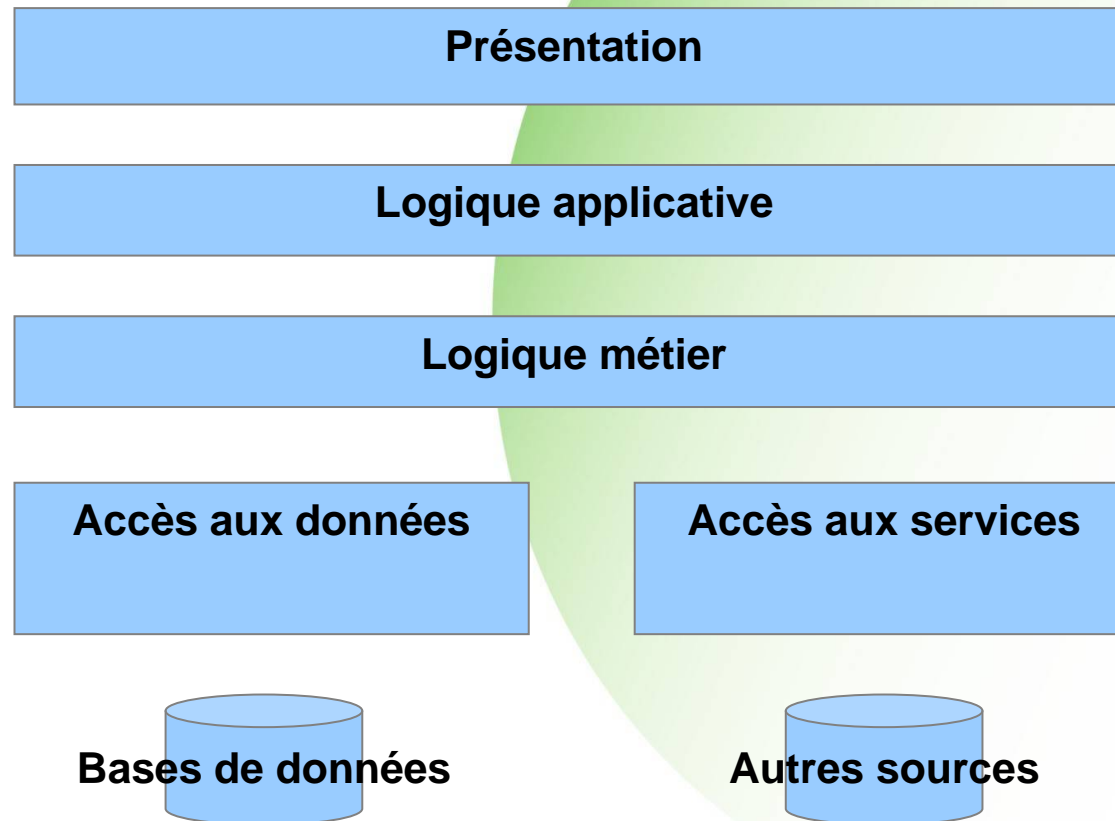 Présentation
Logique applicative
Logique métier
Accès aux données
Accès aux services
Bases de données
Autres sources